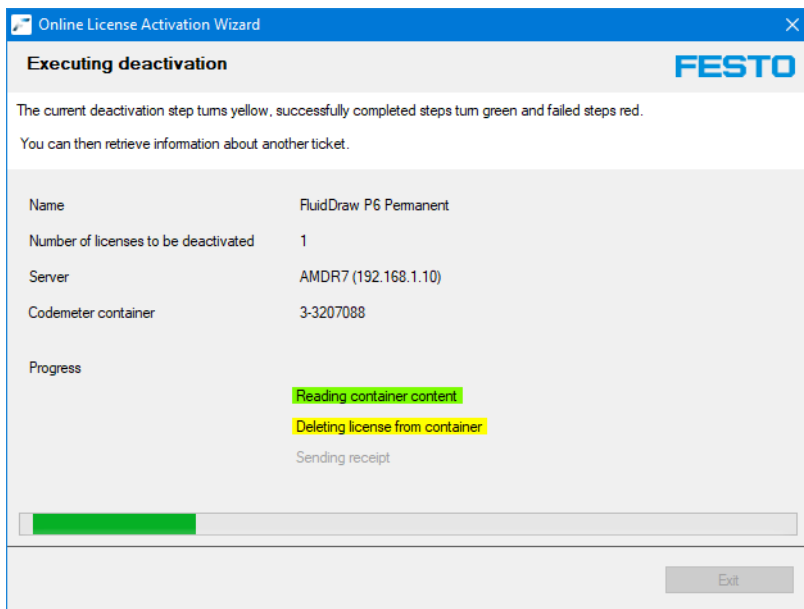 Online License Activation Wizard
Executing deactivation
FESTO
The current deactivation step turns yellow, successfully completed steps turn green and failed steps red.
You can then retrieve information about another ticket.
Name FluidDraw P6 Permanent
Number of licenses to be deactivated 1
Server AMDR7 (192.168.1.10)
Codemeter container 3-3207088
Progress
Reading container content
Deleting license from container
Sending receipt
Exit